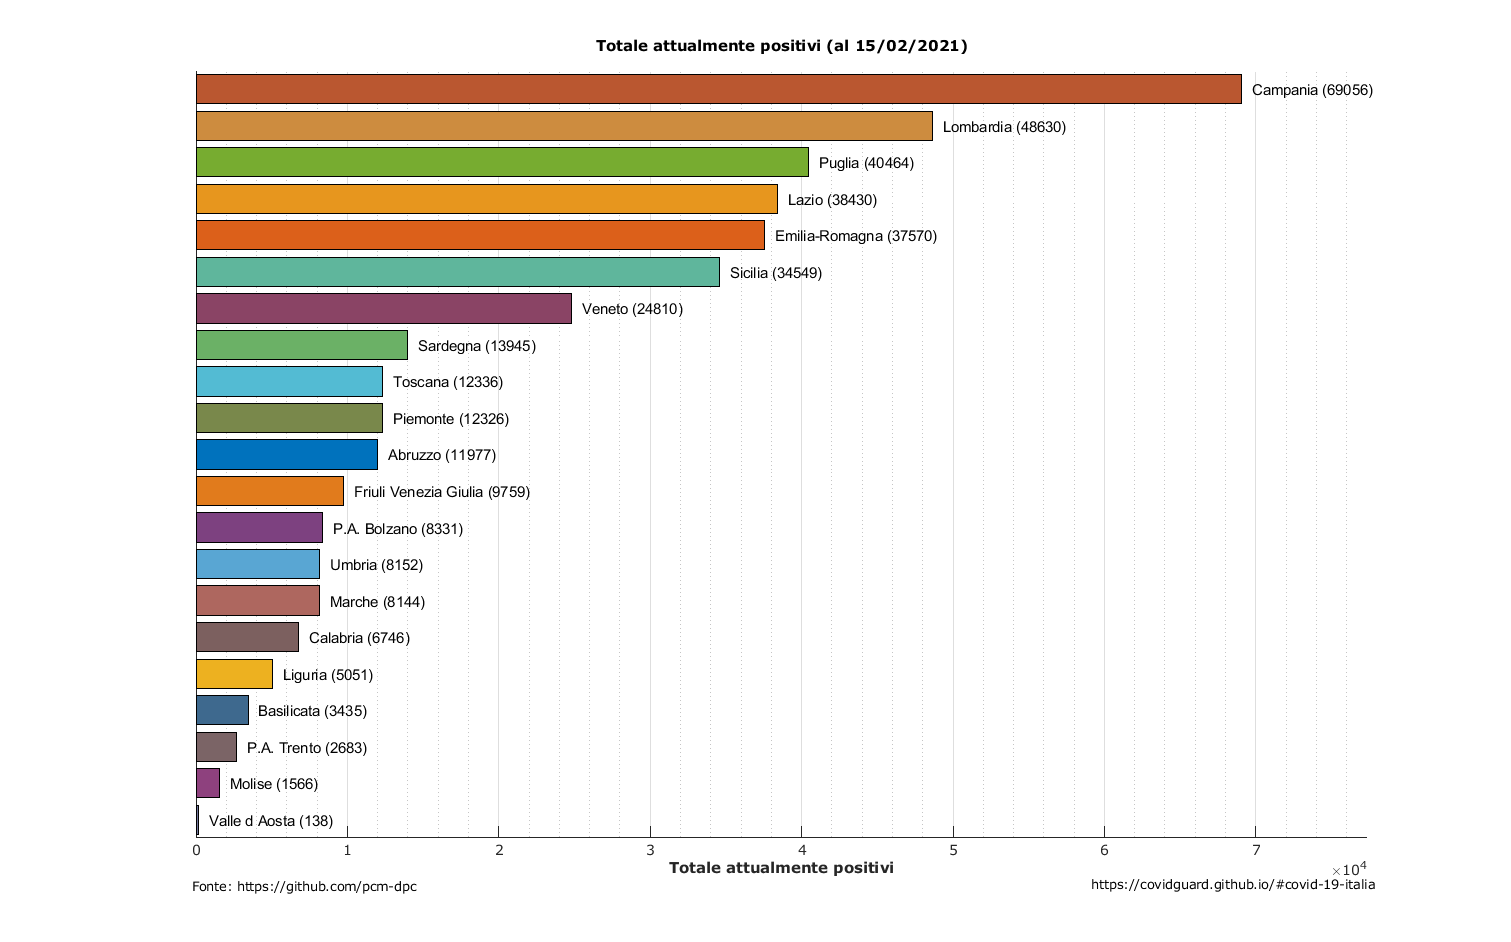 Totale attualmente positivi (al 15/02/2021)
Campania (69056)
Lombardia (48630)
Puglia (40464)
Lazio (38430)
Emilia-Romagna (37570)
Sicilia (34549)
Veneto (24810)
Sardegna (13945)
Toscana (12336)
Piemonte (12326)
Abruzzo (11977)
Friuli Venezia Giulia (9759)
P.A. Bolzano (8331)
Umbria (8152)
Marche (8144)
Calabria (6746)
Liguria (5051)
Basilicata (3435)
P.A. Trento (2683)
Molise (1566)
Valle d Aosta (138)
0 1 2 3 4 5 6 7
×10⁴
Totale attualmente positivi
Fonte: https://github.com/pcm-dpc
https://covidguard.github.io/#covid-19-italia